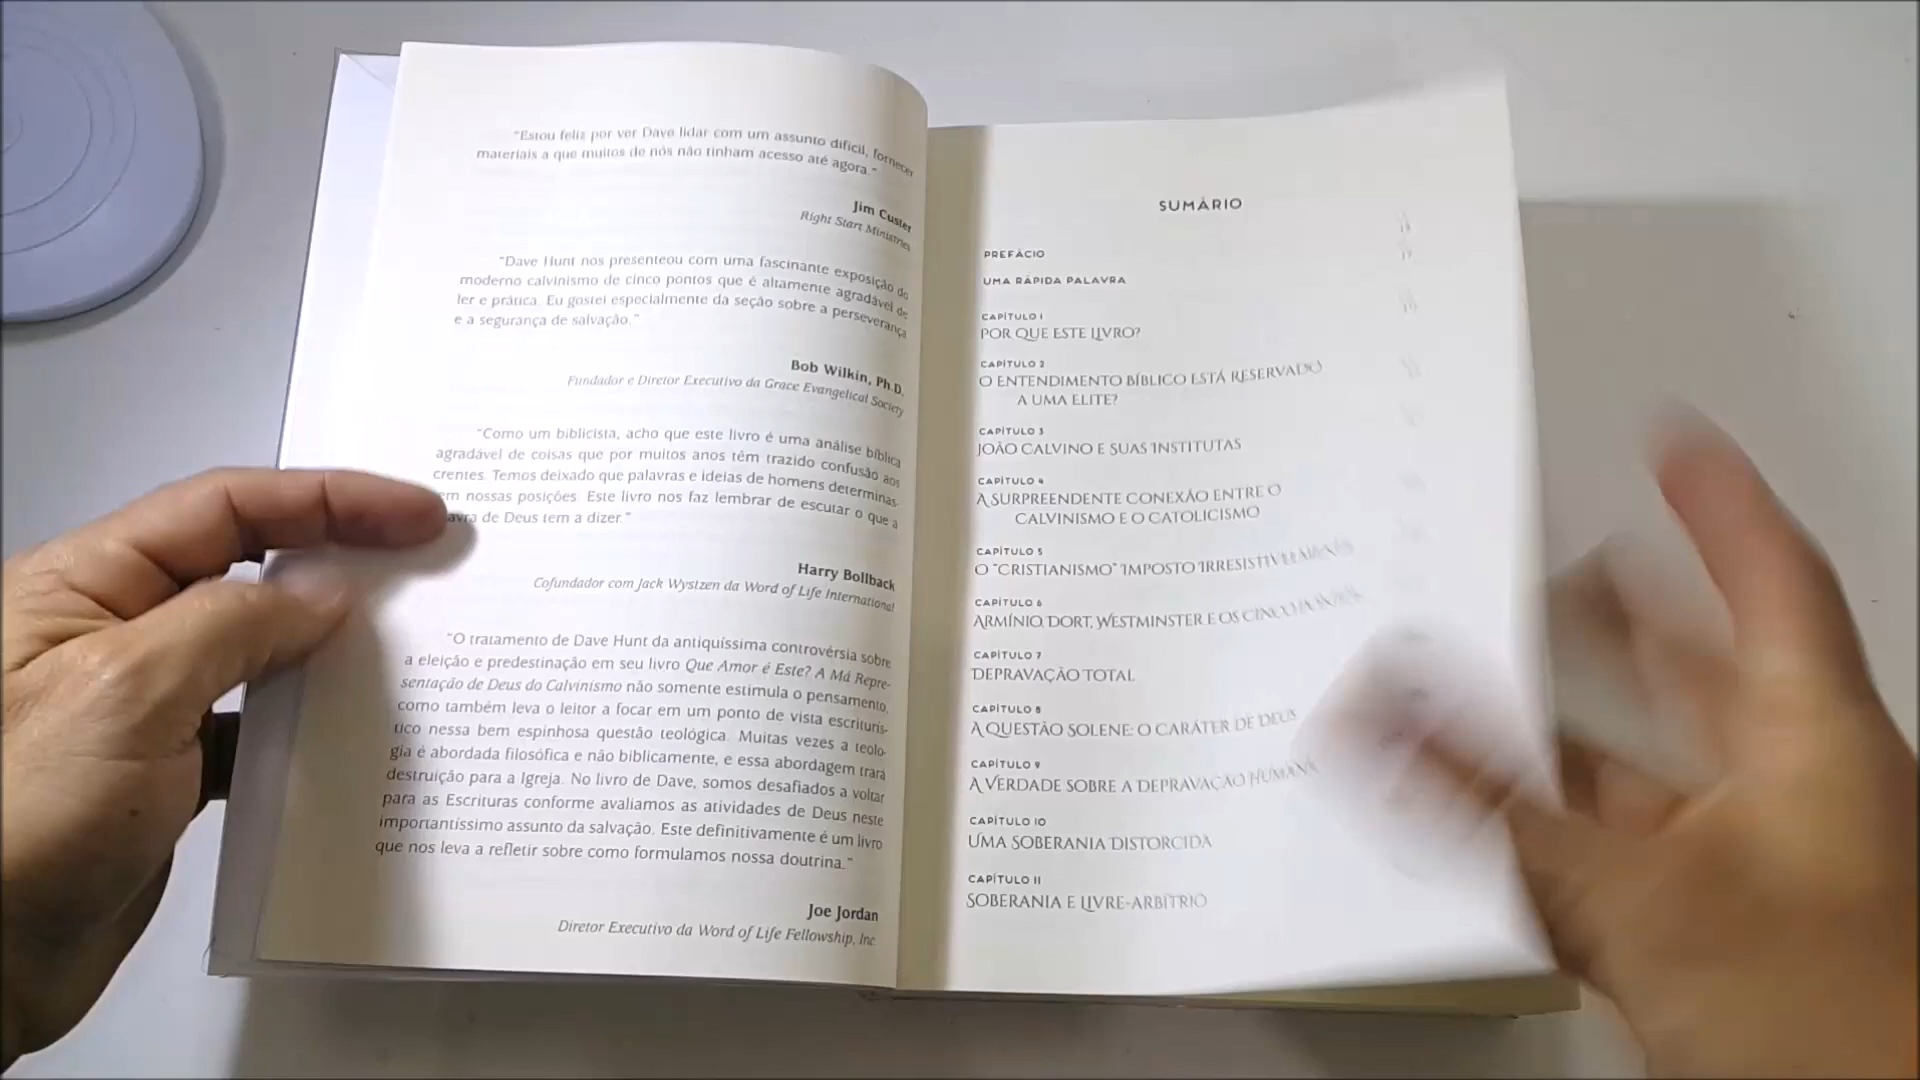 "Estou feliz por ver Dave lidar com um assunto difícil, fornecer
materiais a que muitos de nós não tinham acesso até agora."
Jim Custer
Right Start Ministries
"Dave Hunt nos presenteou com uma fascinante exposição do
moderno calvinismo de cinco pontos que é altamente agradável de
ler e prática. Eu gostei especialmente da seção sobre a perseverança
e a segurança de salvação."
Bob Wilkin, Ph.D.
Fundador e Diretor Executivo da Grace Evangelical Society
"Como um biblicista, acho que este livro é uma análise bíblica
agradável de coisas que por muitos anos têm trazido confusão aos
crentes. Temos deixado que palavras e ideias de homens determinas-
em nossas posições. Este livro nos faz lembrar de escutar o que a
de Deus tem a dizer."
Harry Bollback
Cofundador com Jack Wystzen da Word of Life International
"O tratamento de Dave Hunt da antiquíssima controvérsia sobre
a eleição e predestinação em seu livro Que Amor é Este? A Má Repre-
sentação de Deus do Calvinismo não somente estimula o pensamento,
como também leva o leitor a focar em um ponto de vista escriturís-
tico nessa bem espinhosa questão teológica. Muitas vezes a teolo-
gia é abordada filosófica e não biblicamente, e essa abordagem trará
destruição para a Igreja. No livro de Dave, somos desafiados a voltar
para as Escrituras conforme avaliamos as atividades de Deus neste
importantíssimo assunto da salvação. Este definitivamente é um livro
que nos leva a refletir sobre como formulamos nossa doutrina."
Joe Jordan
Diretor Executivo da Word of Life Fellowship, Inc.
SUMÁRIO
PREFÁCIO
UMA RÁPIDA PALAVRA
CAPÍTULO 1
POR QUE ESTE LIVRO?
CAPÍTULO 2
O ENTENDIMENTO BÍBLICO ESTÁ RESERVADO
A UMA ELITE?
CAPÍTULO 3
JOÃO CALVINO E SUAS INSTITUTAS
CAPÍTULO 4
A SURPREENDENTE CONEXÃO ENTRE O
CALVINISMO E O CATOLICISMO
CAPÍTULO 5
O "CRISTIANISMO" IMPOSTO IRRESISTIVELMENTE
CAPÍTULO 6
ARMÍNIO, DORT, WESTMINSTER E OS CINCO
CAPÍTULO 7
DEPRAVAÇÃO TOTAL
CAPÍTULO 8
A QUESTÃO SOLENE: O CARÁTER DE DEUS
CAPÍTULO 9
A VERDADE SOBRE A DEPRAVAÇÃO HUMANA
CAPÍTULO 10
UMA SOBERANIA DISTORCIDA
CAPÍTULO 11
SOBERANIA E LIVRE-ARBÍTRIO